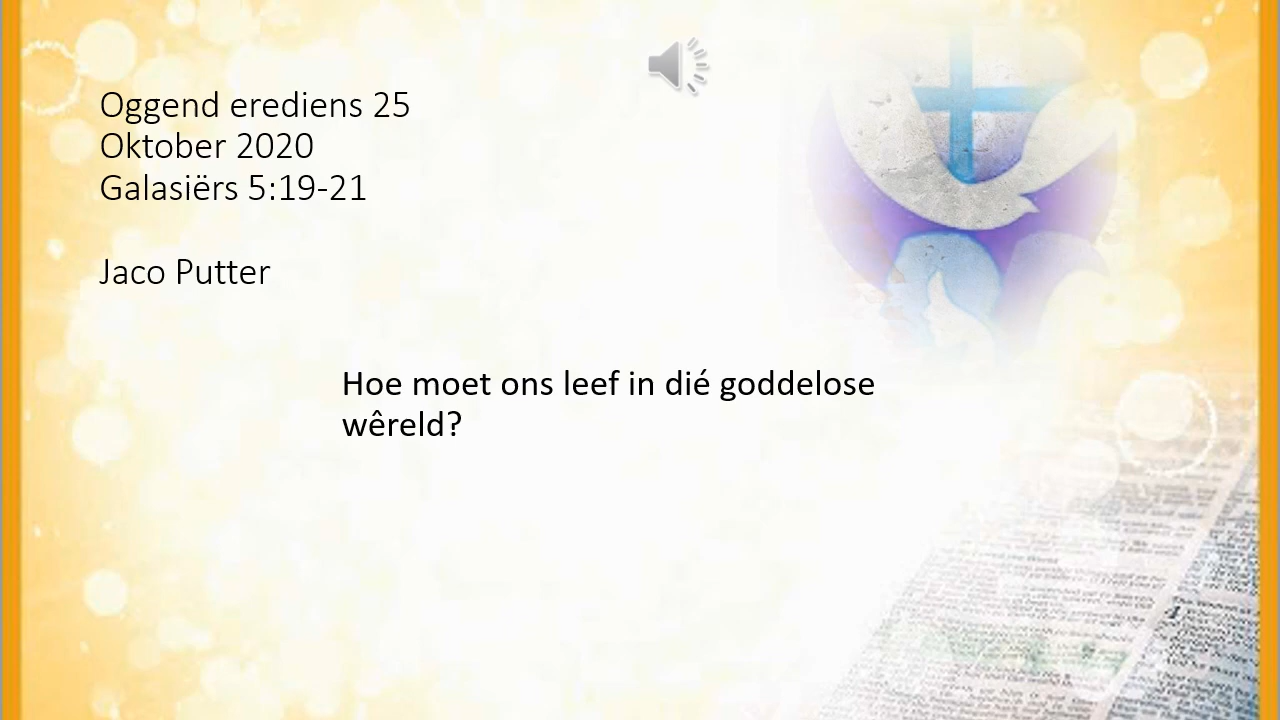 Oggend erediens 25
Oktober 2020
Galasiërs 5:19-21
Jaco Putter
Hoe moet ons leef in dié goddelose
wêreld?